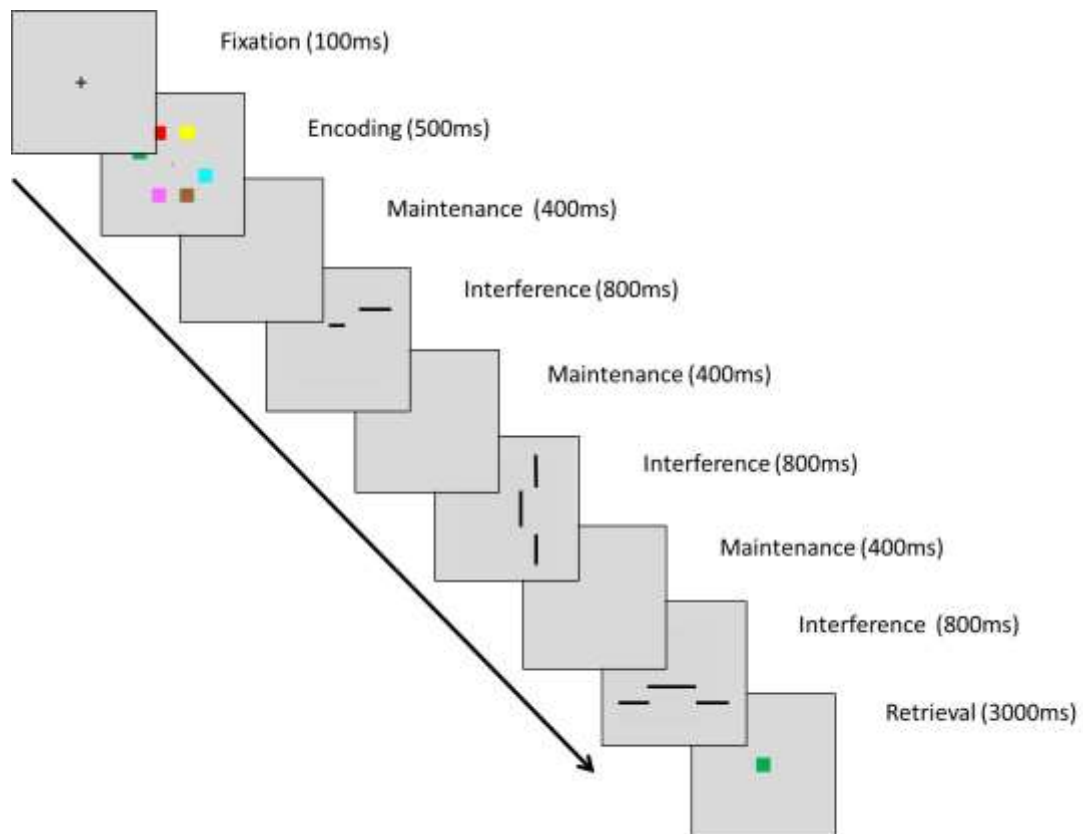 Fixation (100ms)
Encoding (500ms)
Maintenance (400ms)
Interference (800ms)
Maintenance (400ms)
Interference (800ms)
Maintenance (400ms)
Interference (800ms)
Retrieval (3000ms)